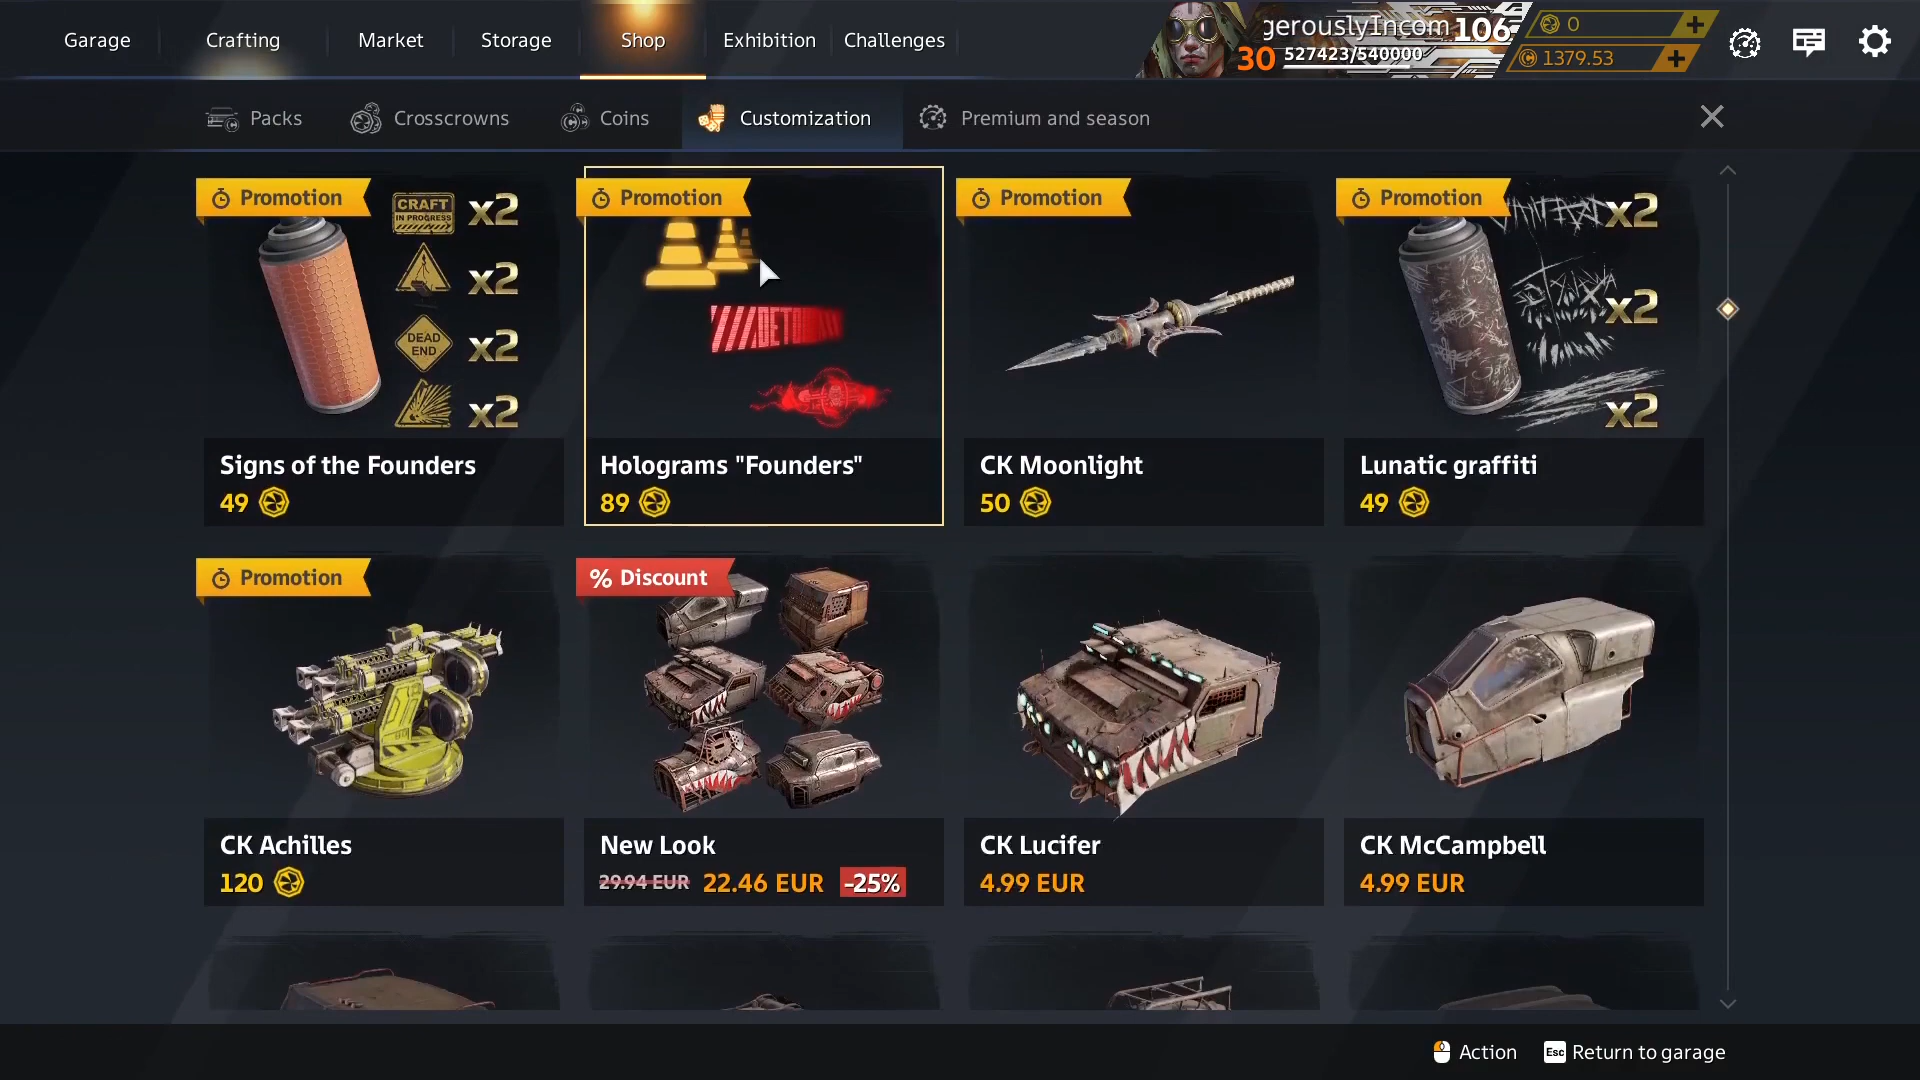 Garage
Crafting
Market
Storage
Shop
Exhibition
Challenges
gerouslyIncom 106
30 527423/540000
0
1379.53
Packs
Crosscrowns
Coins
Customization
Premium and season
Promotion
CRAFT
IN PROGRESS
x2
x2
DEAD
END
x2
x2
Signs of the Founders
49
Promotion
Holograms "Founders"
89
Promotion
CK Moonlight
50
Promotion
x2
x2
x2
Lunatic graffiti
49
Promotion
CK Achilles
120
% Discount
New Look
29.94 EUR 22.46 EUR -25%
CK Lucifer
4.99 EUR
CK McCampbell
4.99 EUR
Action
Esc Return to garage